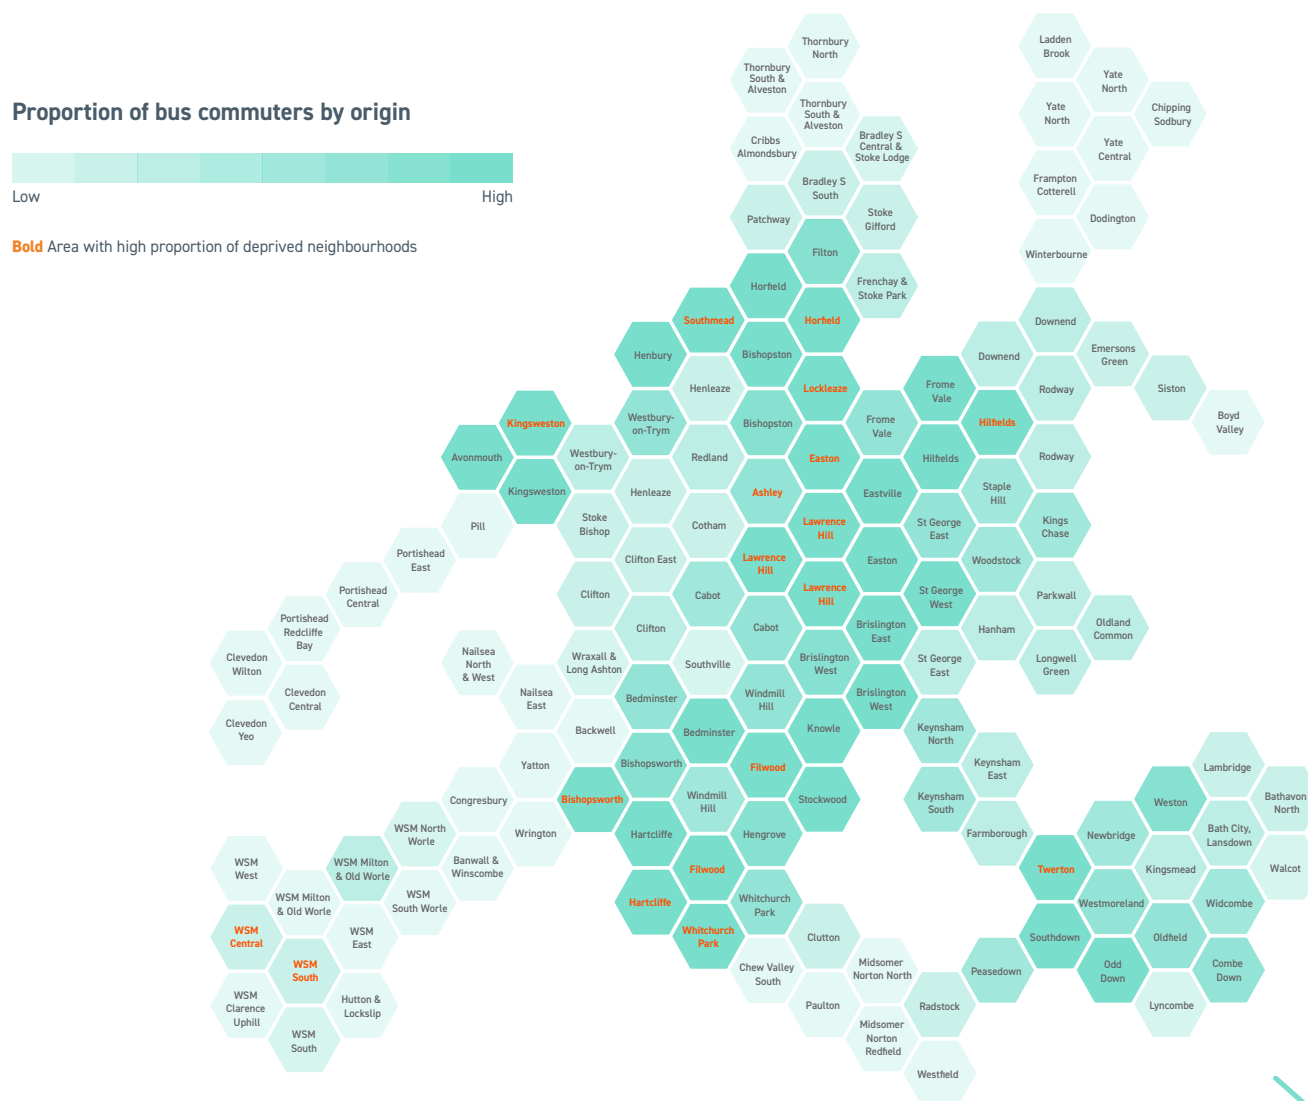 Proportion of bus commuters by origin
Low
High
Bold Area with high proportion of deprived neighbourhoods
Thornbury
North
Thornbury
South &
Alveston
Thornbury
South &
Alveston
Cribbs
Almondsbury
Bradley S
Central &
Stoke Lodge
Bradley S
South
Patchway
Stoke
Gifford
Filton
Horfield
Frenchay &
Stoke Park
Ladden
Brook
Yate
North
Yate
North
Chipping
Sodbury
Yate
Central
Frampton
Cotterell
Dodington
Winterbourne
Southmead
Horfield
Downend
Henbury
Bishopston
Downend
Emersons
Green
Henleaze
Lockleaze
Frome
Vale
Rodway
Siston
Boyd
Valley
Kingsweston
Westbury-
on-Trym
Bishopston
Frome
Vale
Hilfields
Avonmouth
Westbury-
on-Trym
Redland
Easton
Hilfields
Rodway
Kingsweston
Henleaze
Ashley
Eastville
Staple
Hill
Pill
Stoke
Bishop
Cotham
Lawrence
Hill
St George
East
Kings
Chase
Portishead
East
Clifton East
Lawrence
Hill
Easton
Woodstock
Portishead
Central
Clifton
Cabot
Lawrence
Hill
St George
West
Parkwall
Portishead
Redcliffe
Bay
Clifton
Cabot
Brislington
East
Hanham
Oldland
Common
Clevedon
Wilton
Nailsea
North
& West
Wraxall &
Long Ashton
Southville
Brislington
West
St George
East
Longwell
Green
Clevedon
Central
Nailsea
East
Bedminster
Windmill
Hill
Brislington
West
Clevedon
Yeo
Backwell
Bedminster
Knowle
Keynsham
North
Yatton
Bishopsworth
Filwood
Keynsham
East
Congresbury
Bishopsworth
Windmill
Hill
Stockwood
Keynsham
South
WSM North
Worle
Wrington
Hartcliffe
Hengrove
Farmborough
WSM
West
WSM Milton
& Old Worle
Banwall &
Winscombe
Filwood
WSM Milton
& Old Worle
WSM
South Worle
Hartcliffe
Whitchurch
Park
WSM
Central
WSM
East
Whitchurch
Park
Clutton
WSM
South
Chew Valley
South
Midsomer
Norton North
WSM
Clarence
Uphill
Hutton &
Lockslip
Paulton
Radstock
WSM
South
Midsomer
Norton
Redfield
Westfield
Peasedown
Lambridge
Weston
Bathavon
North
Newbridge
Bath City,
Lansdown
Twerton
Kingsmead
Walcot
Westmoreland
Widcombe
Southdown
Oldfield
Odd
Down
Combe
Down
Lyncombe